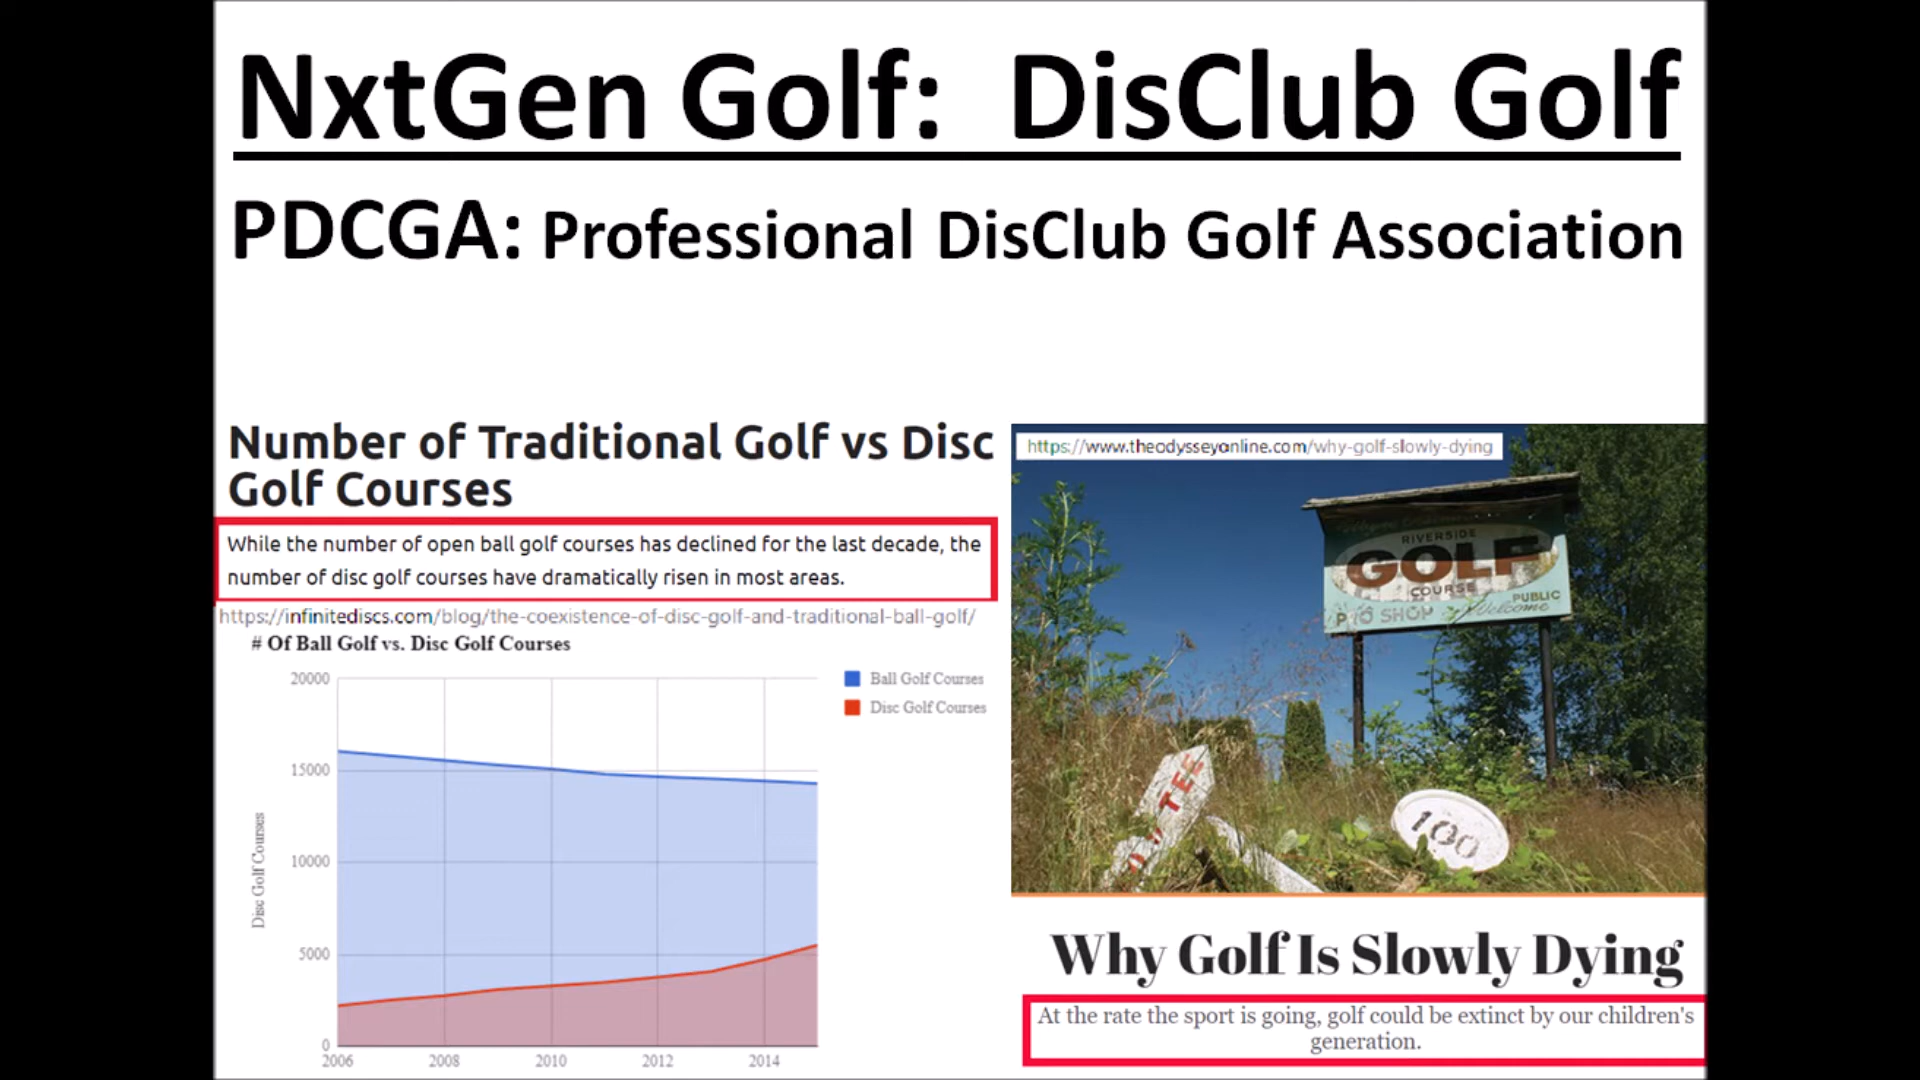 NxtGen Golf: DisClub Golf
PDCGA: Professional DisClub Golf Association
Number of Traditional Golf vs Disc
Golf Courses
While the number of open ball golf courses has declined for the last decade, the
number of disc golf courses have dramatically risen in most areas.
https://infinitediscs.com/blog/the-coexistence-of-disc-golf-and-traditional-ball-golf/
# Of Ball Golf vs. Disc Golf Courses
Ball Golf Courses
Disc Golf Courses
Disc Golf Courses
20000
15000
10000
5000
0
2006
2008
2010
2012
2014
https://www.theodysseyonline.com/why-golf-slowly-dying
RIVERSIDE
GOLF
COURSE
PUBLIC
PRO SHOP
Welcome
TEE
100
Why Golf Is Slowly Dying
At the rate the sport is going, golf could be extinct by our children's
generation.